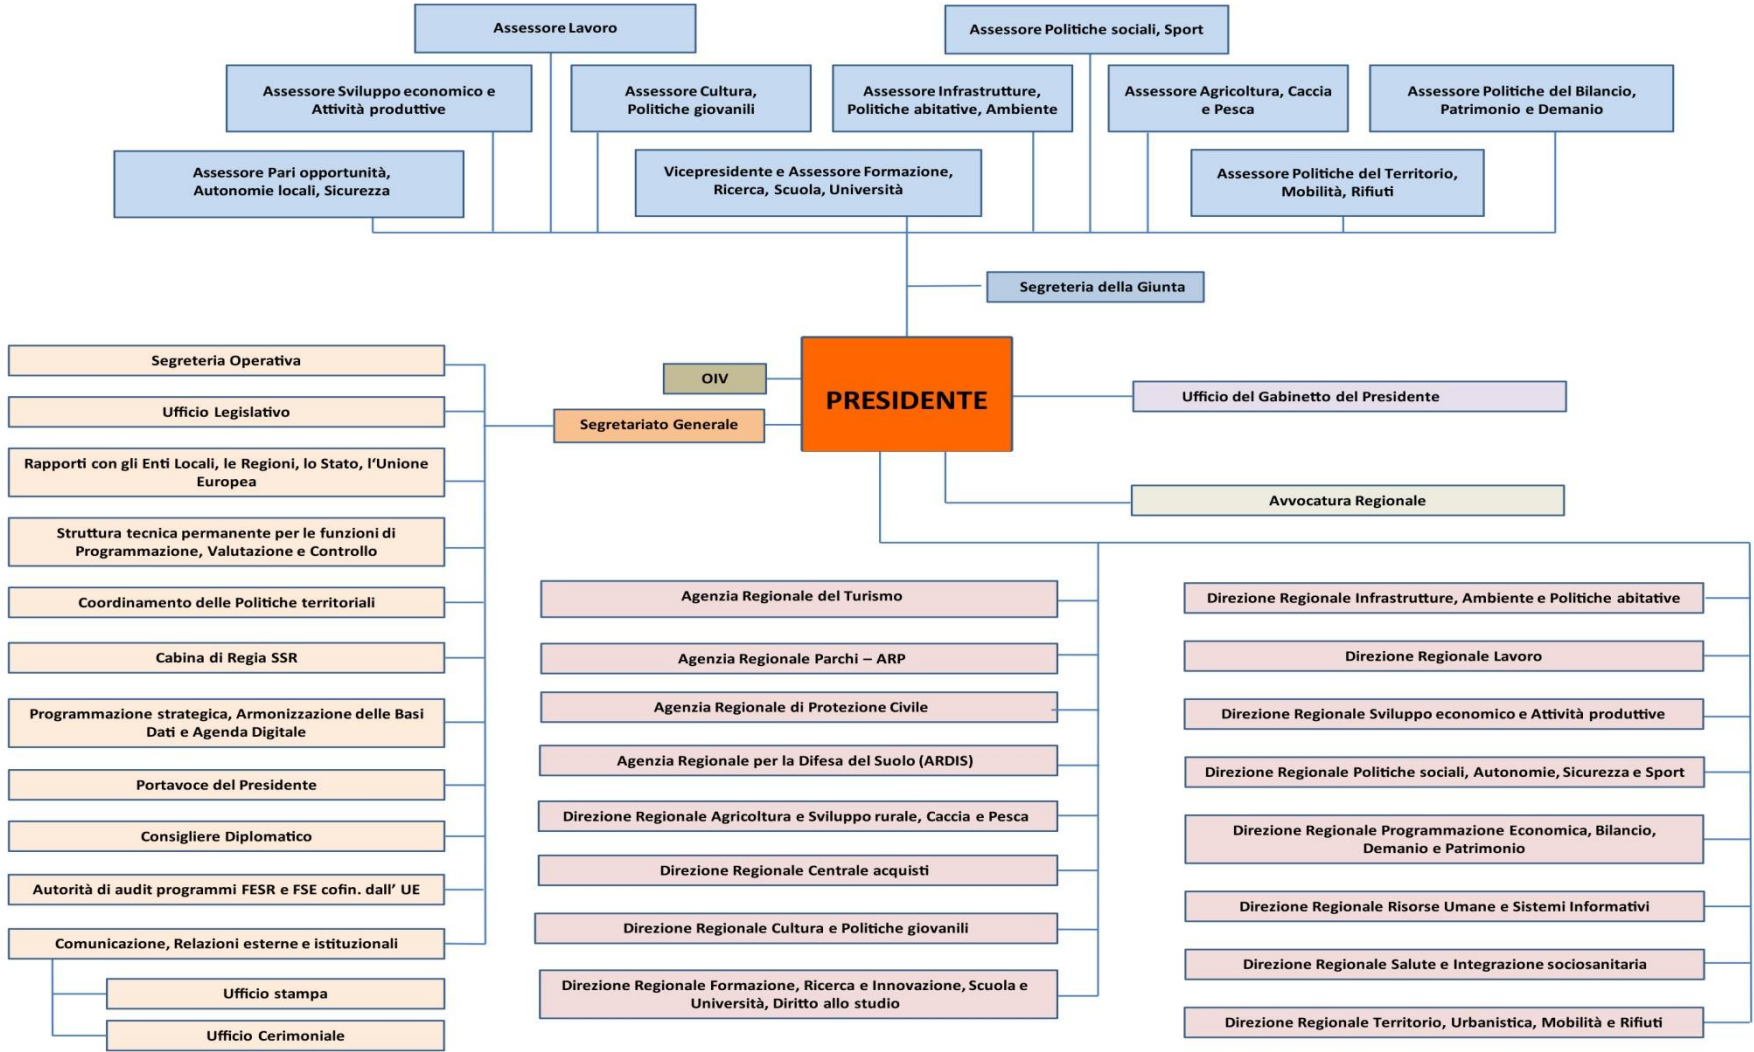 Assessore Lavoro
Assessore Politiche sociali, Sport
Assessore Sviluppo economico e
Attività produttive
Assessore Cultura,
Politiche giovanili
Assessore Infrastrutture,
Politiche abitative, Ambiente
Assessore Agricoltura, Caccia
e Pesca
Assessore Politiche del Bilancio,
Patrimonio e Demanio
Assessore Pari opportunità,
Autonomie locali, Sicurezza
Vicepresidente e Assessore Formazione,
Ricerca, Scuola, Università
Assessore Politiche del Territorio,
Mobilità, Rifiuti
Segreteria della Giunta
PRESIDENTE
OIV
Segretariato Generale
Ufficio del Gabinetto del Presidente
Avvocatura Regionale
Segreteria Operativa
Ufficio Legislativo
Rapporti con gli Enti Locali, le Regioni, lo Stato, l‘Unione
Europea
Struttura tecnica permanente per le funzioni di
Programmazione, Valutazione e Controllo
Coordinamento delle Politiche territoriali
Cabina di Regia SSR
Programmazione strategica, Armonizzazione delle Basi
Dati e Agenda Digitale
Portavoce del Presidente
Consigliere Diplomatico
Autorità di audit programmi FESR e FSE cofin. dall’ UE
Comunicazione, Relazioni esterne e istituzionali
Ufficio stampa
Ufficio Cerimoniale
Agenzia Regionale del Turismo
Agenzia Regionale Parchi – ARP
Agenzia Regionale di Protezione Civile
Agenzia Regionale per la Difesa del Suolo (ARDIS)
Direzione Regionale Agricoltura e Sviluppo rurale, Caccia e Pesca
Direzione Regionale Centrale acquisti
Direzione Regionale Cultura e Politiche giovanili
Direzione Regionale Formazione, Ricerca e Innovazione, Scuola e
Università, Diritto allo studio
Direzione Regionale Infrastrutture, Ambiente e Politiche abitative
Direzione Regionale Lavoro
Direzione Regionale Sviluppo economico e Attività produttive
Direzione Regionale Politiche sociali, Autonomie, Sicurezza e Sport
Direzione Regionale Programmazione Economica, Bilancio,
Demanio e Patrimonio
Direzione Regionale Risorse Umane e Sistemi Informativi
Direzione Regionale Salute e Integrazione sociosanitaria
Direzione Regionale Territorio, Urbanistica, Mobilità e Rifiuti